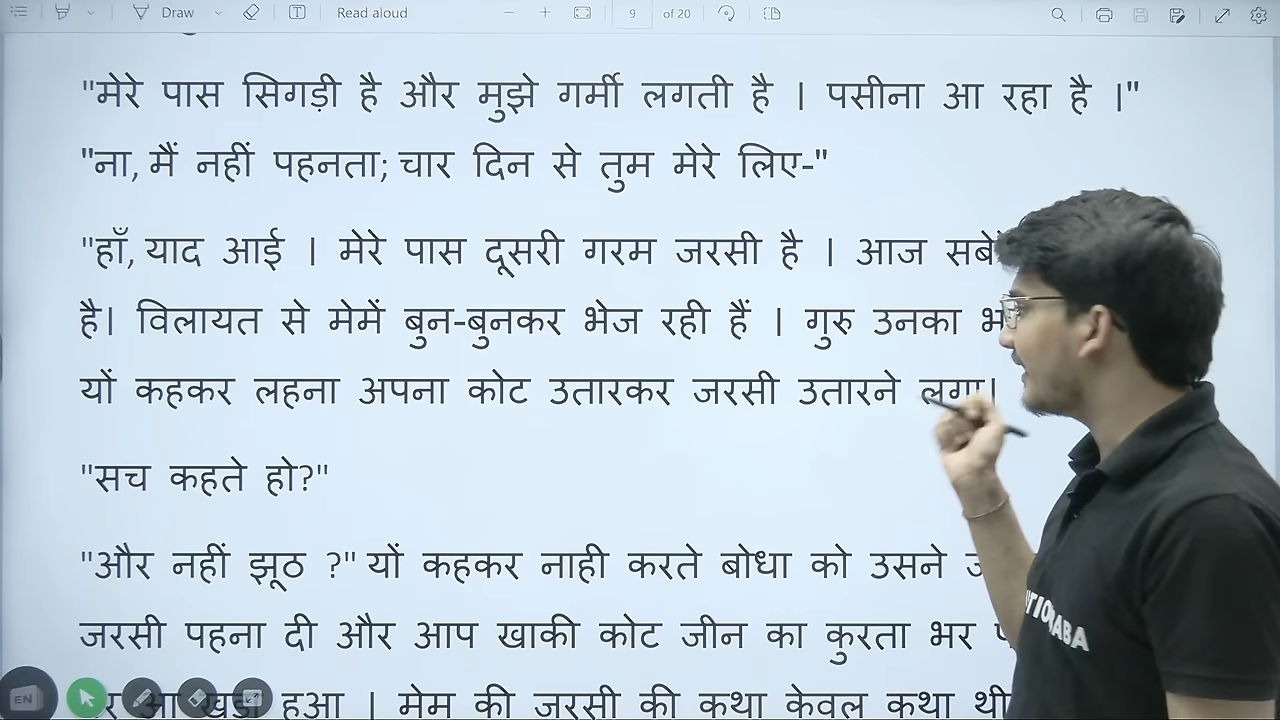 Draw Read aloud 9 of 20
"मेरे पास सिगड़ी है और मुझे गर्मी लगती है । पसीना आ रहा है ।"
"ना, मैं नहीं पहनता; चार दिन से तुम मेरे लिए-"
"हाँ, याद आई । मेरे पास दूसरी गरम जरसी है । आज
है। विलायत से मेमें बुन-बुनकर भेज रही हैं । गुरु उनका
यों कहकर लहना अपना कोट उतारकर जरसी उतारने लगा।
"सच कहते हो?"
"और नहीं झूठ ?" यों कहकर नाही करते बोधा को उसने
जरसी पहना दी और आप खाकी कोट जीन का कुरता भर
आ खड़ा हुआ । मेम की जरसी की कथा केवल कथा थी
EN